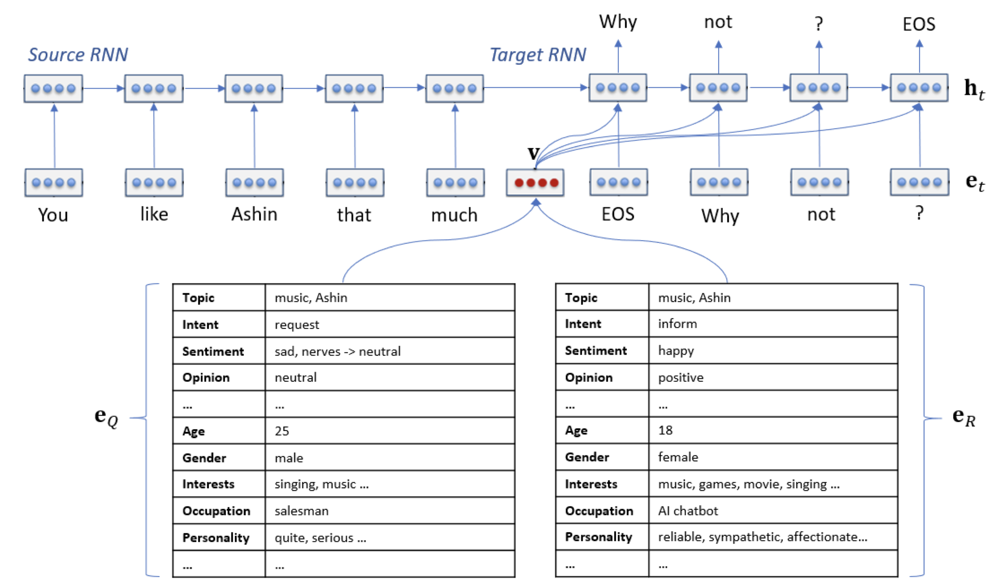 Why not ? EOS
Source RNN Target RNN
h_t
v
e_t
You like Ashin that much EOS Why not ?
e_Q
Topic music, Ashin
Intent request
Sentiment sad, nerves -> neutral
Opinion neutral
... ...
Age 25
Gender male
Interests singing, music ...
Occupation salesman
Personality quite, serious ...
... ...
Topic music, Ashin
Intent inform
Sentiment happy
Opinion positive
... ...
Age 18
Gender female
Interests music, games, movie, singing ...
Occupation AI chatbot
Personality reliable, sympathetic, affectionate...
... ...
e_R